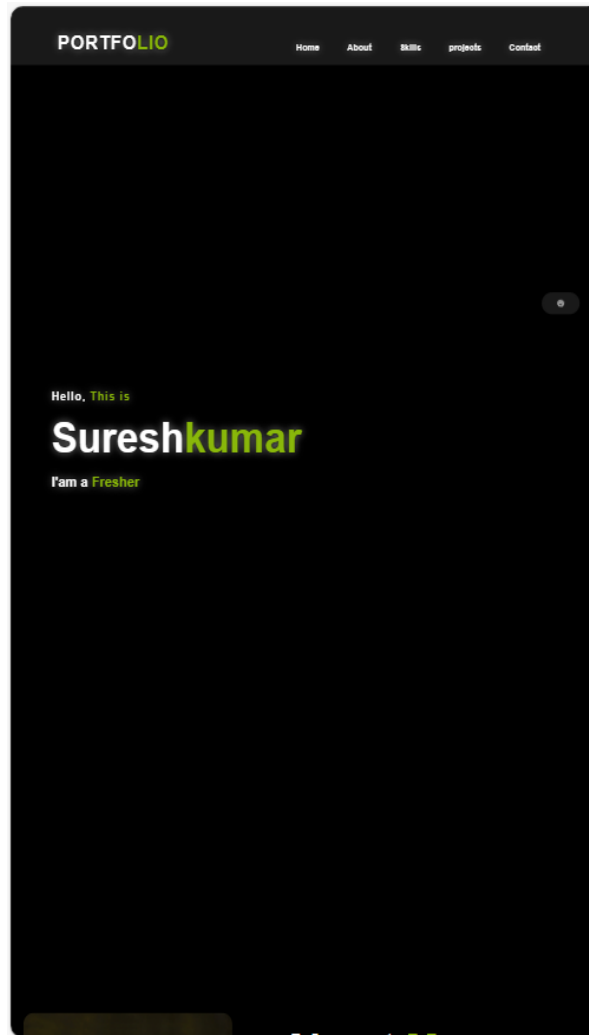 PORTFOLIO
Home About Skills projects Contact
Hello, This is
Sureshkumar
I'am a Fresher